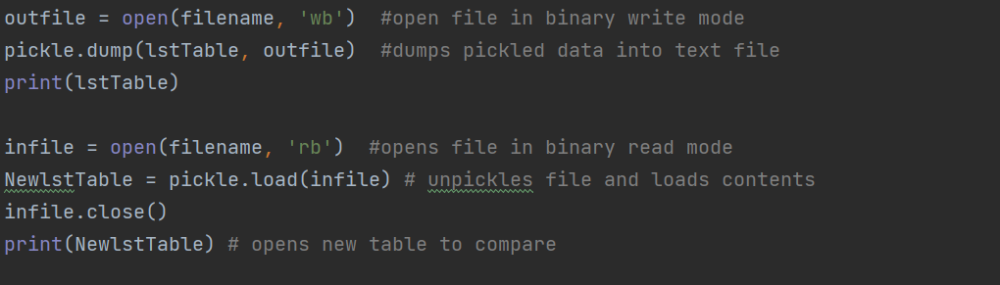 outfile = open(filename, 'wb')  #open file in binary write mode
pickle.dump(lstTable, outfile)  #dumps pickled data into text file
print(lstTable)

infile = open(filename, 'rb')  #opens file in binary read mode
NewlstTable = pickle.load(infile) # unpickles file and loads contents
infile.close()
print(NewlstTable) # opens new table to compare